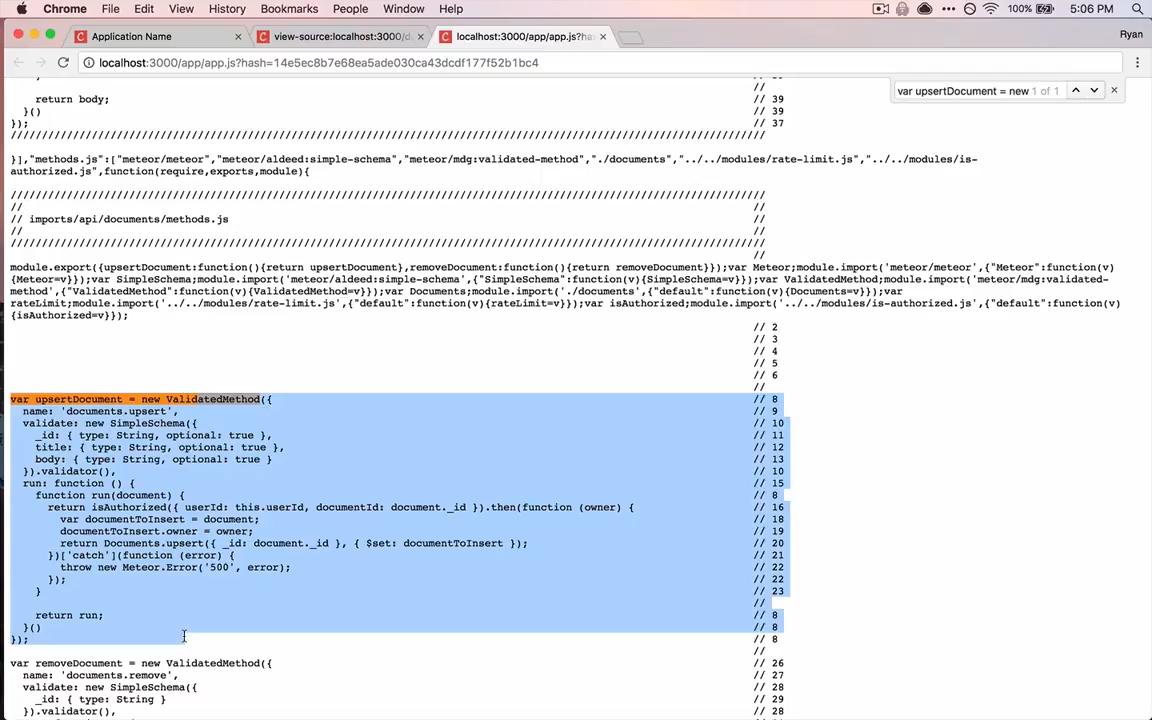 Chrome File Edit View History Bookmarks People Window Help 100% 5:06 PM
Application Name × view-source:localhost:3000/d × localhost:3000/app/app.js?ha × Ryan
localhost:3000/app/app.js?hash=14e5ec8b7e68ea5ade030ca43dcdf177f52b1bc4
var upsertDocument = new 1 of 1
//
return body; // 39
}() // 39
}); // 37
///////////////////////////////////////////////////////////////////////////////////////////////////////////////////////////////
}],"methods.js":["meteor/meteor","meteor/aldeed:simple-schema","meteor/mdg:validated-method","./documents","../../modules/rate-limit.js","../../modules/is-
authorized.js",function(require,exports,module){
///////////////////////////////////////////////////////////////////////////////////////////////////////////////////////////////
// //
// imports/api/documents/methods.js //
// //
///////////////////////////////////////////////////////////////////////////////////////////////////////////////////////////////
//
module.export({upsertDocument:function(){return upsertDocument},removeDocument:function(){return removeDocument}});var Meteor;module.import('meteor/meteor',{"Meteor":function(v)
{Meteor=v}});var SimpleSchema;module.import('meteor/aldeed:simple-schema',{"SimpleSchema":function(v){SimpleSchema=v}});var ValidatedMethod;module.import('meteor/mdg:validated-
method',{"ValidatedMethod":function(v){ValidatedMethod=v}});var Documents;module.import('./documents',{"default":function(v){Documents=v}});var
rateLimit;module.import('../../modules/rate-limit.js',{"default":function(v){rateLimit=v}});var isAuthorized;module.import('../../modules/is-authorized.js',{"default":function(v)
{isAuthorized=v}});
// 2
// 3
// 4
// 5
// 6
//
var upsertDocument = new ValidatedMethod({ // 8
name: 'documents.upsert', // 9
validate: new SimpleSchema({ // 10
_id: { type: String, optional: true }, // 11
title: { type: String, optional: true }, // 12
body: { type: String, optional: true } // 13
}).validator(), // 10
run: function () { // 15
function run(document) { // 8
return isAuthorized({ userId: this.userId, documentId: document._id }).then(function (owner) { // 16
var documentToInsert = document; // 18
documentToInsert.owner = owner; // 19
return Documents.upsert({ _id: document._id }, { $set: documentToInsert }); // 20
})['catch'](function (error) { // 21
throw new Meteor.Error('500', error); // 22
}); // 22
} // 23
//
return run; // 8
}() // 8
}); // 8
//
var removeDocument = new ValidatedMethod({ // 26
name: 'documents.remove', // 27
validate: new SimpleSchema({ // 28
_id: { type: String } // 29
}).validator(), // 28